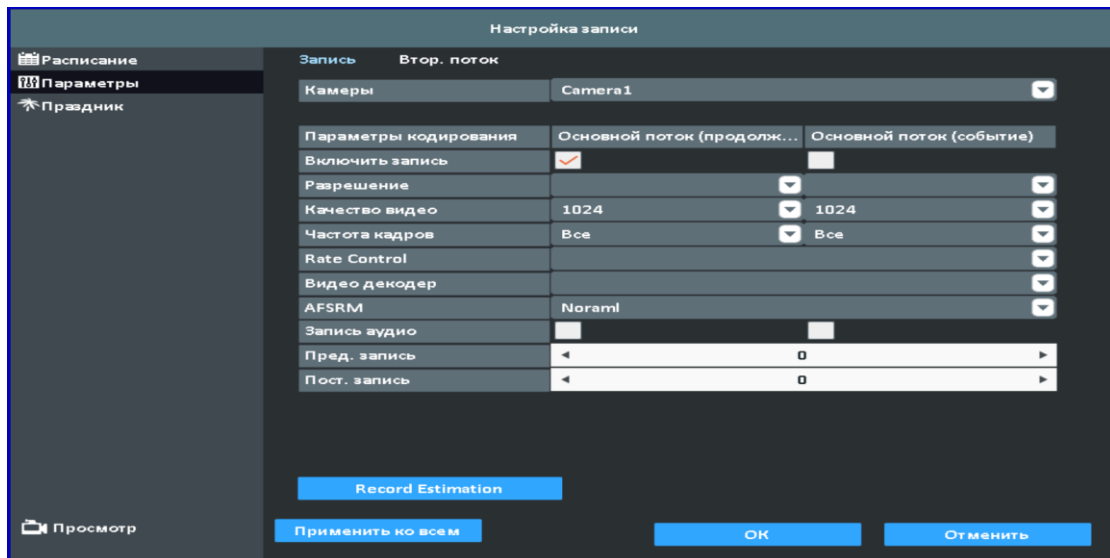 Настройка записи
Расписание
Параметры
Праздник
Запись Втор. поток
Камеры Camera1
Параметры кодирования Основной поток (продолж... Основной поток (событие)
Включить запись
Разрешение
Качество видео 1024 1024
Частота кадров Все Все
Rate Control
Видео декодер
AFSRM Noraml
Запись аудио
Пред. запись 0
Пост. запись 0
Record Estimation
Просмотр
Применить ко всем ОК Отменить